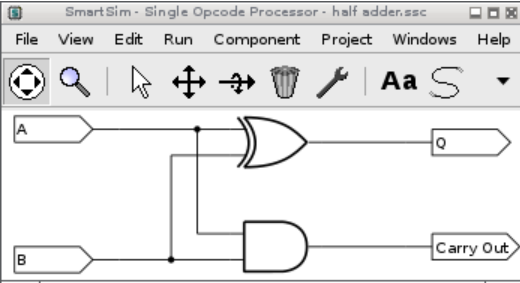 SmartSim - Single Opcode Processor - half adder.ssc
File View Edit Run Component Project Windows Help
Aa
A
Q
Carry Out
B